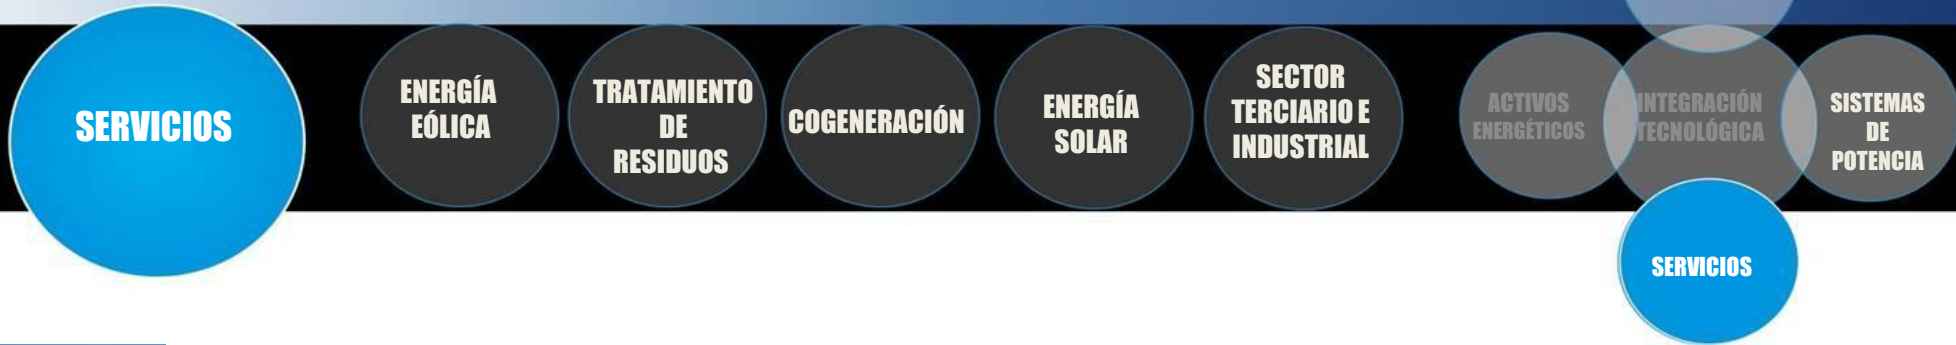 SERVICIOS
ENERGÍA
EÓLICA
TRATAMIENTO
DE
RESIDUOS
COGENERACIÓN
ENERGÍA
SOLAR
SECTOR
TERCIARIO E
INDUSTRIAL
ACTIVOS
ENERGÉTICOS
INTEGRACIÓN
TECNOLÓGICA
SISTEMAS
DE
POTENCIA
SERVICIOS